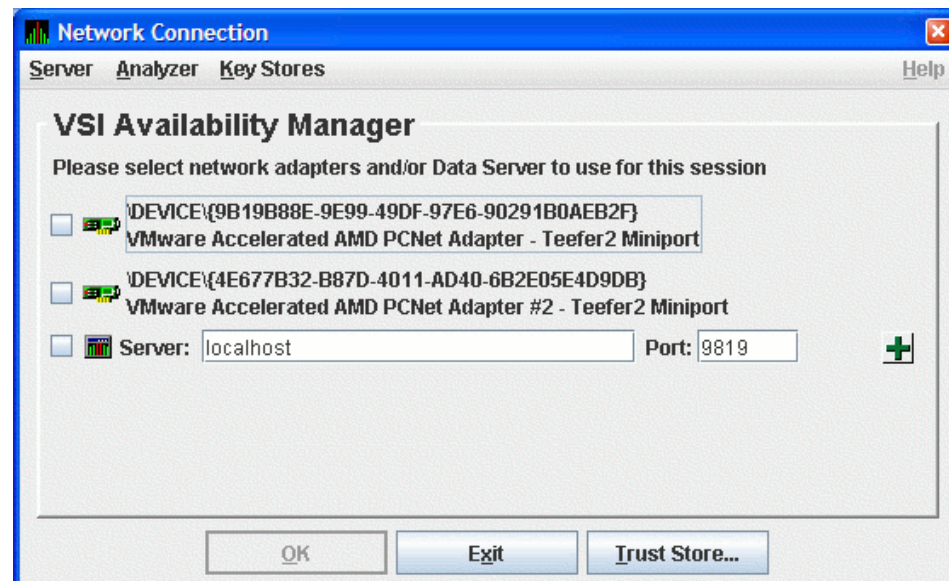 Network Connection
Server Analyzer Key Stores Help
VSI Availability Manager
Please select network adapters and/or Data Server to use for this session
\DEVICE\{9B19B88E-9E99-49DF-97E6-90291B0AEB2F}
VMware Accelerated AMD PCNet Adapter - Teefer2 Miniport
\DEVICE\{4E677B32-B87D-4011-AD40-6B2E05E4D9DB}
VMware Accelerated AMD PCNet Adapter #2 - Teefer2 Miniport
Server: localhost Port: 9819
OK Exit Trust Store...